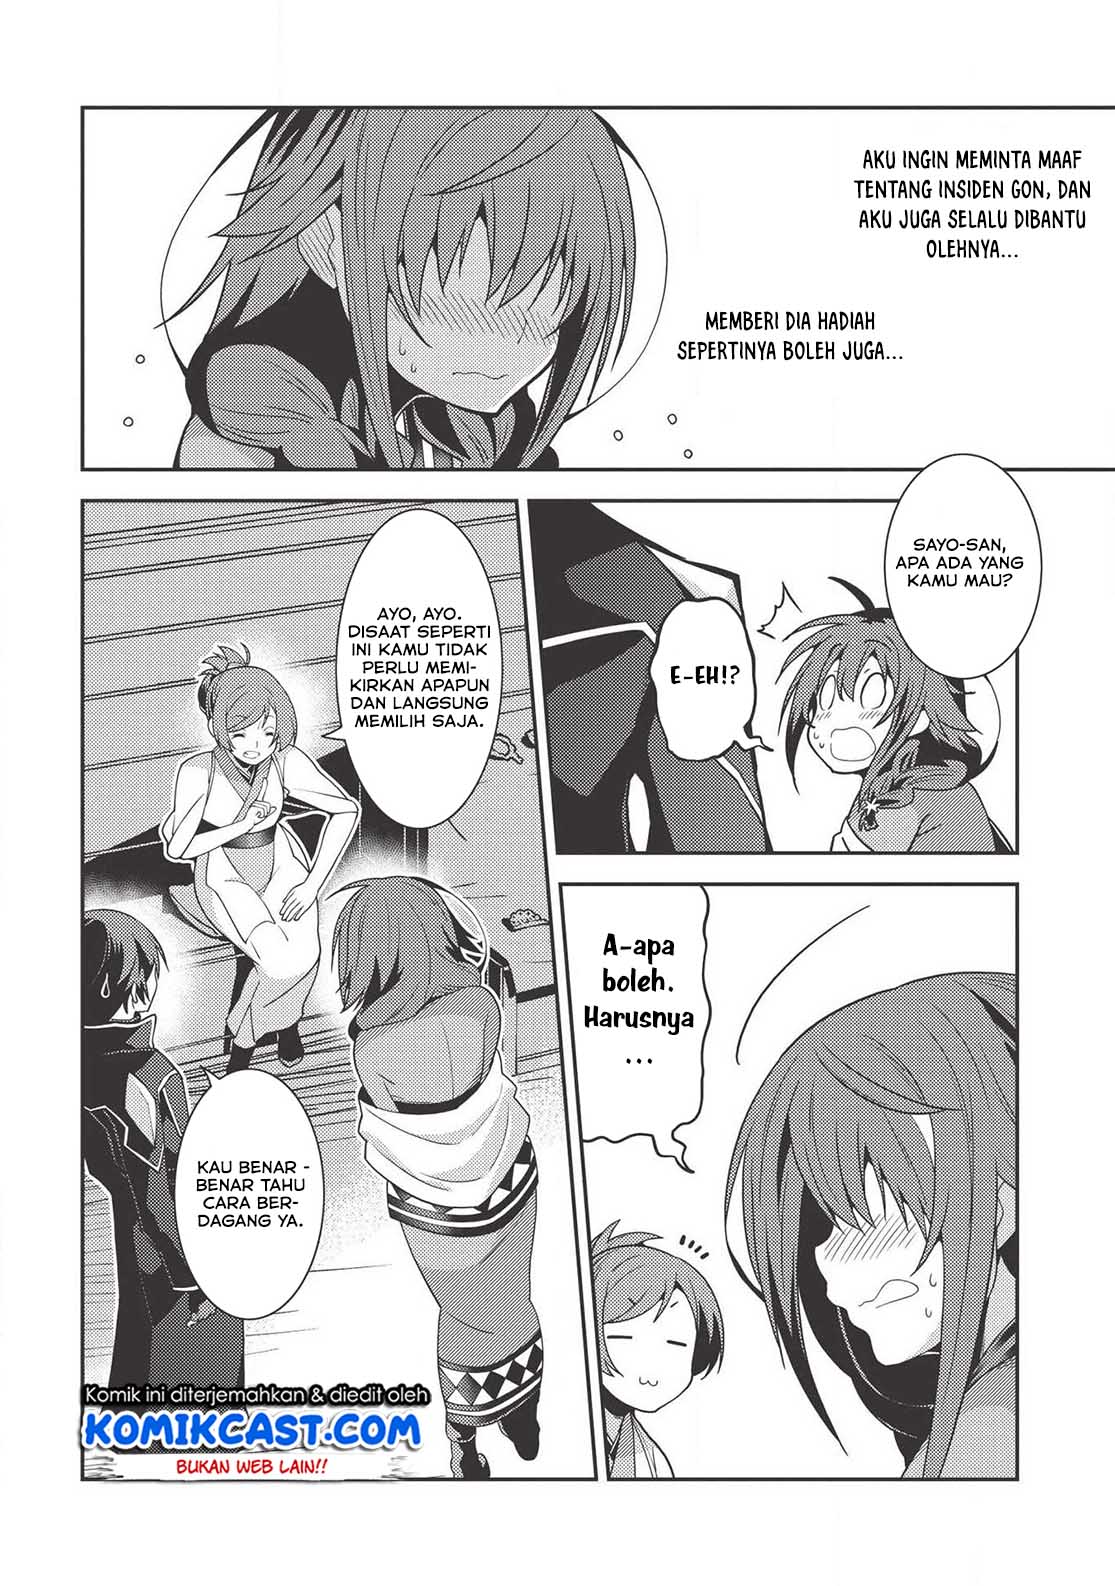 AKU INGIN MEMINTA MAAF
TENTANG INSIDEN GON, DAN
AKU JUGA SELALU DIBANTU
OLEHNYA...
MEMBERI DIA HADIAH
SEPERTINYA BOLEH JUGA...
SAYO-SAN,
APA ADA YANG
KAMU MAU?
E-EH!?
AYO, AYO.
DISAAT SEPERTI
INI KAMU TIDAK
PERLU MEMI-
KIRKAN APAPUN
DAN LANGSUNG
MEMILIH SAJA.
KAU BENAR -
BENAR TAHU
CARA BER-
DAGANG YA.
A-apa
boleh.
Harusnya
...
Komik ini diterjemahkan & diedit oleh
KOMIKCAST.COM
BUKAN WEB LAIN!!